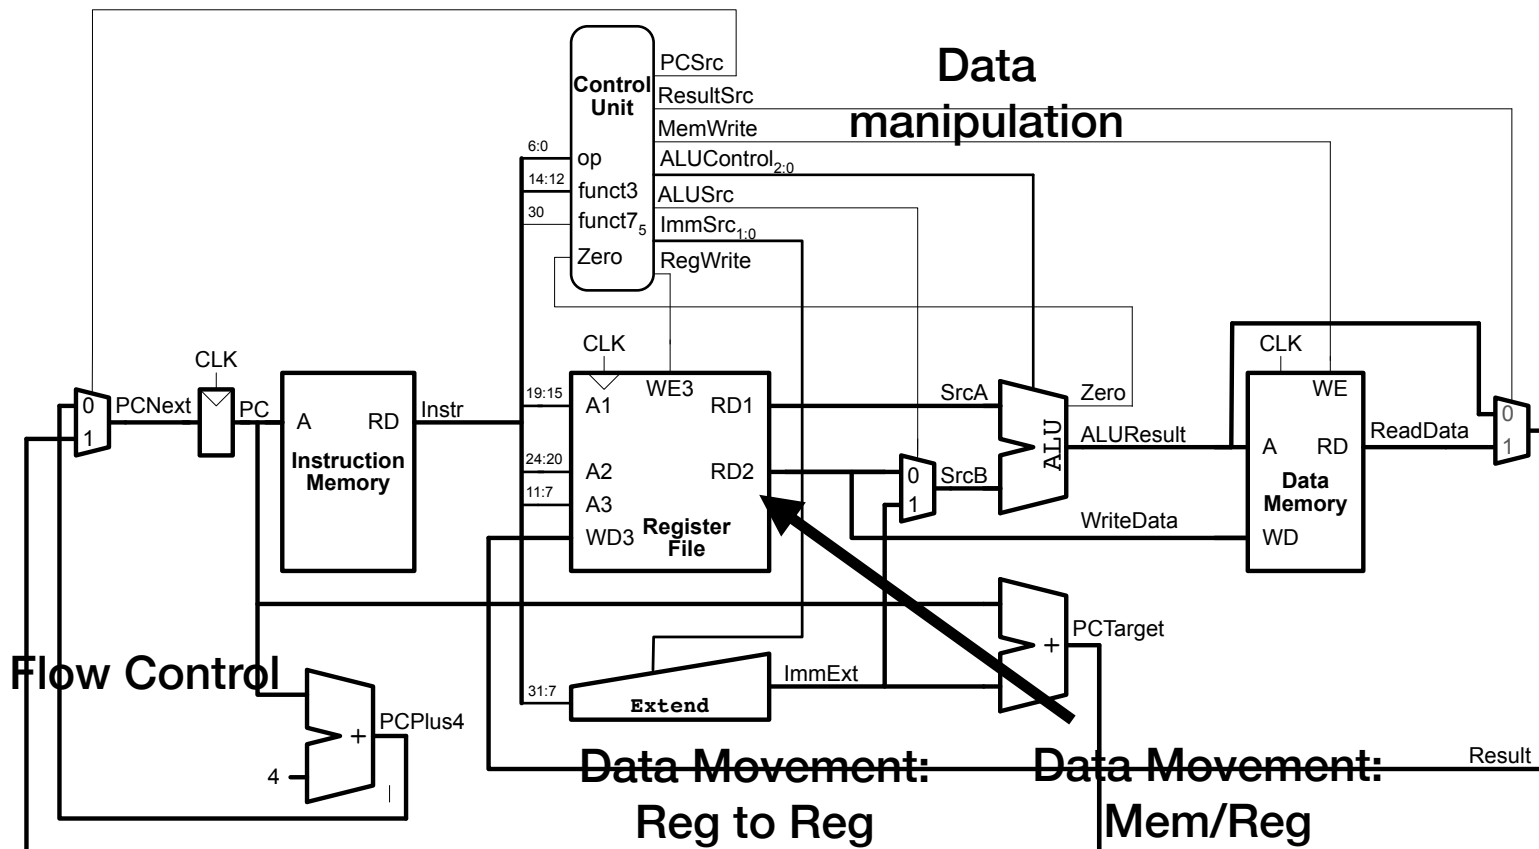 PCSrc
Control
Unit
ResultSrc
MemWrite
ALUControl2:0
ALUSrc
ImmSrc1:0
RegWrite
6:0
op
14:12
funct3
30
funct75
Zero
Data
manipulation
CLK
CLK
CLK
0
1
PCNext
PC
A
RD
Instruction
Memory
Instr
19:15
A1
WE3
RD1
24:20
A2
RD2
11:7
A3
WD3
Register
File
SrcA
0
1
SrcB
ALU
Zero
ALUResult
WriteData
WE
A
RD
Data
Memory
WD
ReadData
0
1
Flow Control
+
PCPlus4
4
31:7
Extend
ImmExt
+
PCTarget
Result
Data Movement:
Reg to Reg
Data Movement:
Mem/Reg